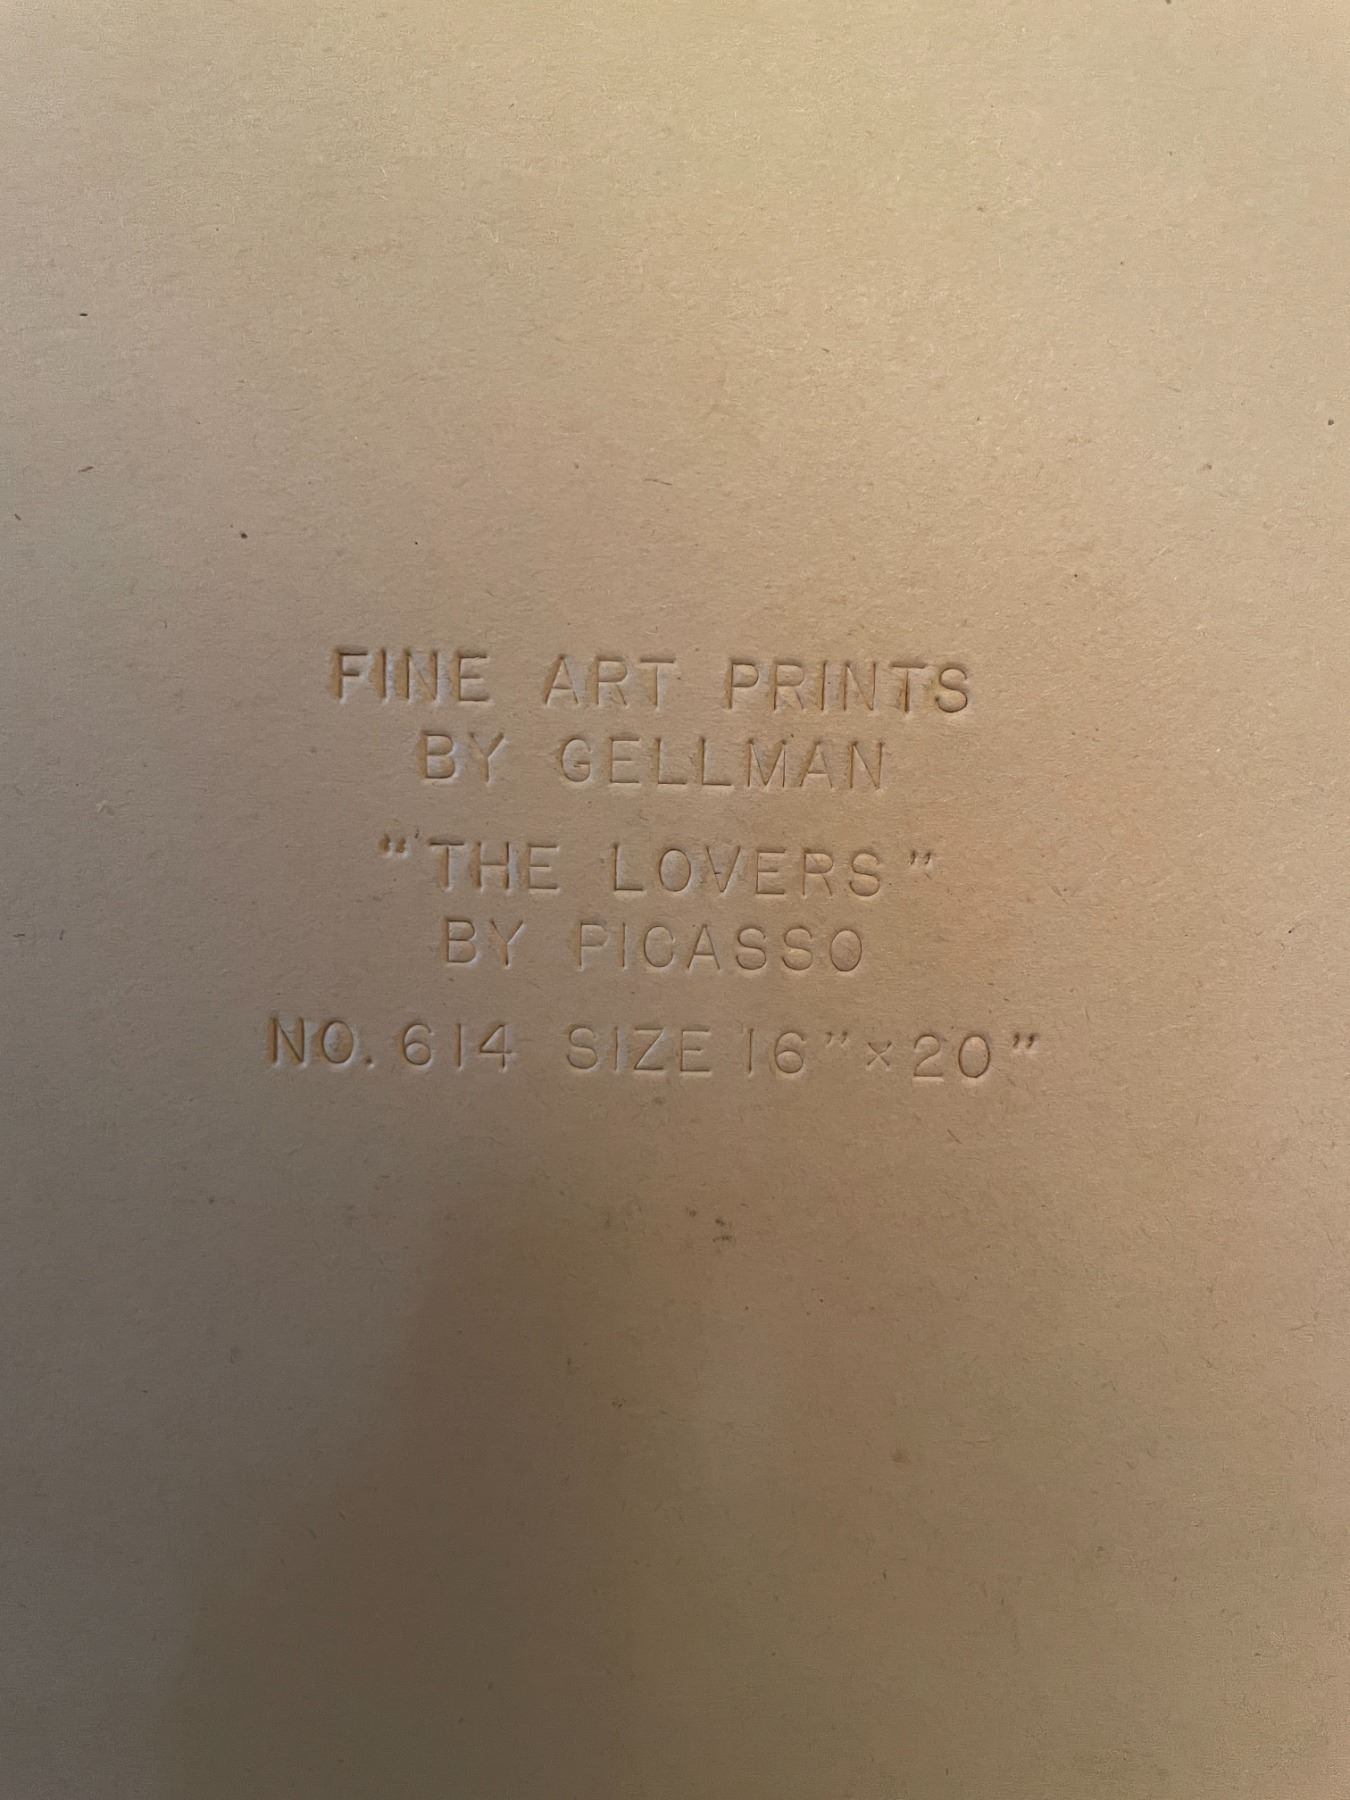 FINE ART PRINTS
BY GELLMAN
"THE LOVERS"
BY PICASSO
NO. 614 SIZE 16" × 20"